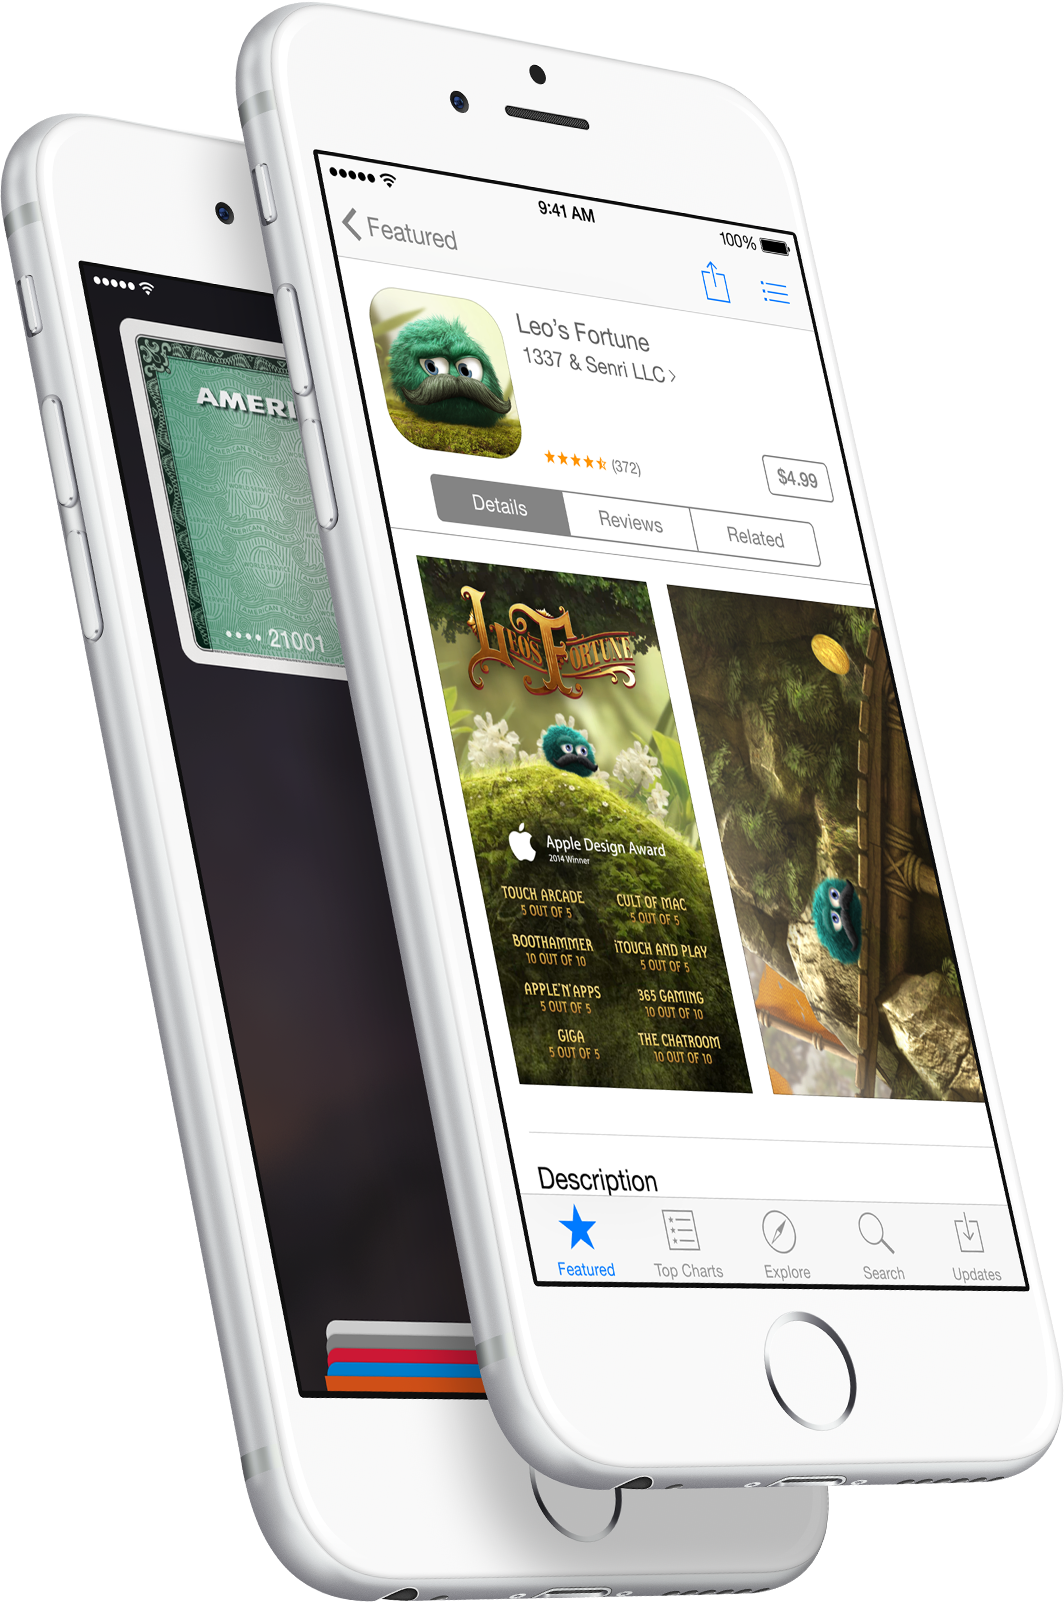 9:41 AM
100%
Featured
Leo's Fortune
1337 & Senri LLC >
(372)
$4.99
Details
Reviews
Related
LEO'S FORTUNE
Apple Design Award
2014 Winner
TOUCH ARCADE
5 OUT OF 5
CULT OF MAC
5 OUT OF 5
BOOTHAMMER
10 OUT OF 10
iTOUCH AND PLAY
5 OUT OF 5
APPLE'N'APPS
5 OUT OF 5
365 GAMING
10 OUT OF 10
GIGA
5 OUT OF 5
THE CHATROOM
10 OUT OF 10
Description
Featured
Top Charts
Explore
Search
Updates
AMERI
•••• 21001